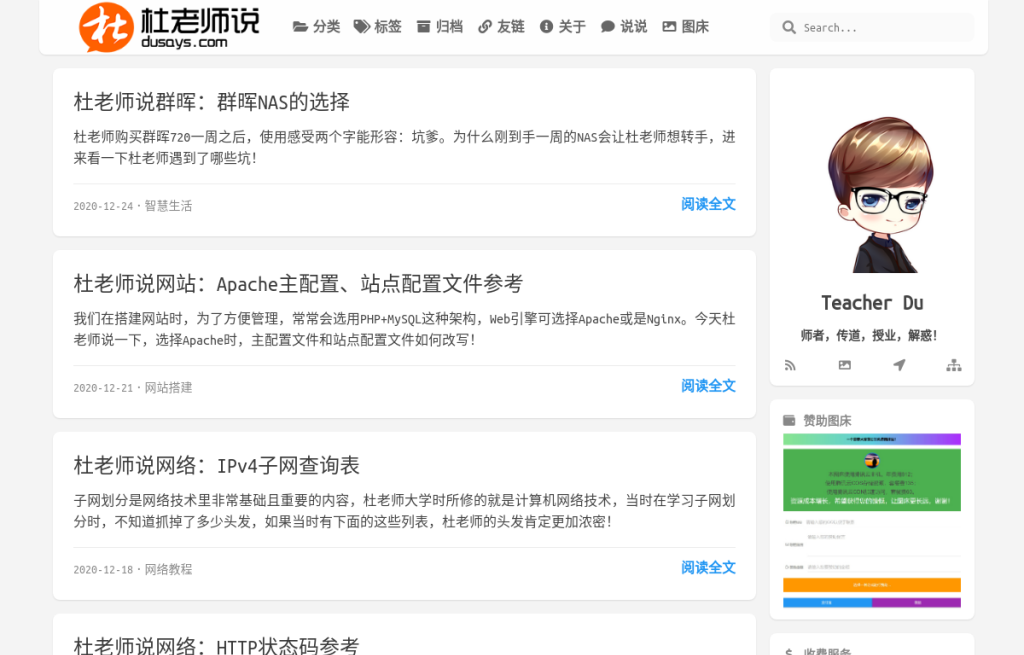 杜老师说
dusays.com
分类 标签 归档 友链 关于 说说 图床
Search...
杜老师说群晖：群晖NAS的选择
杜老师购买群晖720一周之后，使用感受两个字能形容：坑爹。为什么刚到手一周的NAS会让杜老师想转手，进
来看一下杜老师遇到了哪些坑！
2020-12-24 · 智慧生活
阅读全文
杜老师说网站：Apache主配置、站点配置文件参考
我们在搭建网站时，为了方便管理，常常会选用PHP+MySQL这种架构，Web引擎可选择Apache或是Nginx。今天杜
老师说一下，选择Apache时，主配置文件和站点配置文件如何改写！
2020-12-21 · 网站搭建
阅读全文
杜老师说网络：IPv4子网查询表
子网划分是网络技术里非常基础且重要的内容，杜老师大学时所修的就是计算机网络技术，当时在学习子网划
分时，不知道抓掉了多少头发，如果当时有下面的这些列表，杜老师的头发肯定更加浓密！
2020-12-18 · 网络教程
阅读全文
杜老师说网络：HTTP状态码参考
Teacher Du
师者，传道，授业，解惑！
赞助图床
收费服务